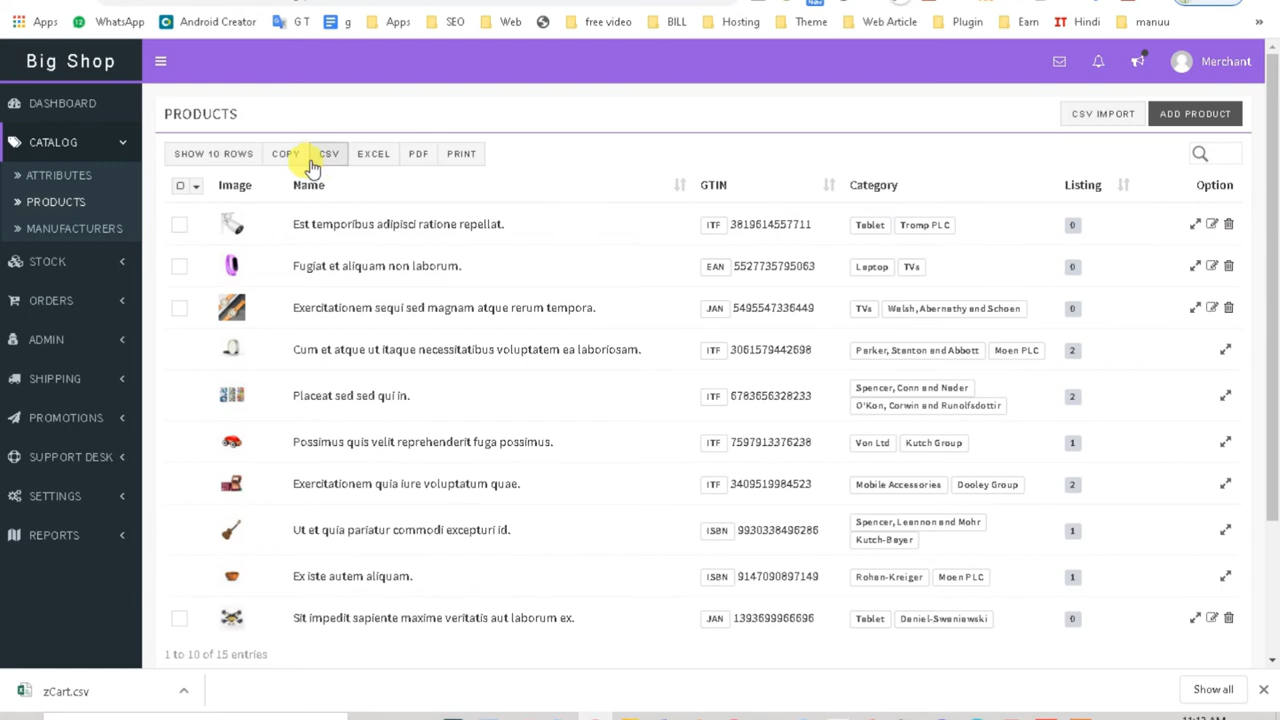 Apps WhatsApp Android Creator G T g Apps SEO Web free video BILL Hosting Theme Web Article Plugin Earn IT Hindi manuu »
Big Shop
Merchant
DASHBOARD
CATALOG
» ATTRIBUTES
» PRODUCTS
» MANUFACTURERS
STOCK
ORDERS
ADMIN
SHIPPING
PROMOTIONS
SUPPORT DESK
SETTINGS
REPORTS
PRODUCTS
CSV IMPORT ADD PRODUCT
SHOW 10 ROWS COPY CSV EXCEL PDF PRINT
Image Name GTIN Category Listing Option
Est temporibus adipisci ratione repellat. ITF 3819614557711 Tablet Tromp PLC 0
Fugiat et aliquam non laborum. EAN 5527735795063 Laptop TVs 0
Exercitationem sequi sed magnam atque rerum tempora. JAN 5495547336449 TVs Walsh, Abernathy and Schoen 0
Cum et atque ut itaque necessitatibus voluptatem ea laboriosam. ITF 3061579442698 Parker, Stanton and Abbott Moen PLC 2
Placeat sed sed qui in. ITF 6783656328233 Spencer, Conn and Nader 2
O'Kon, Corwin and Runolfsdottir
Possimus quis velit reprehenderit fuga possimus. ITF 7597913376238 Von Ltd Kutch Group 1
Exercitationem quia iure voluptatum quae. ITF 3409519984523 Mobile Accessories Dooley Group 2
Ut et quia pariatur commodi excepturi id. ISBN 9930338496286 Spencer, Leannon and Mohr 1
Kutch-Bayer
Ex iste autem aliquam. ISBN 9147090897149 Rohan-Kreiger Moen PLC 1
Sit impedit sapiente maxime veritatis aut laborum ex. JAN 1393699966696 Tablet Daniel-Swaniawski 0
1 to 10 of 15 entries
zCart.csv
Show all